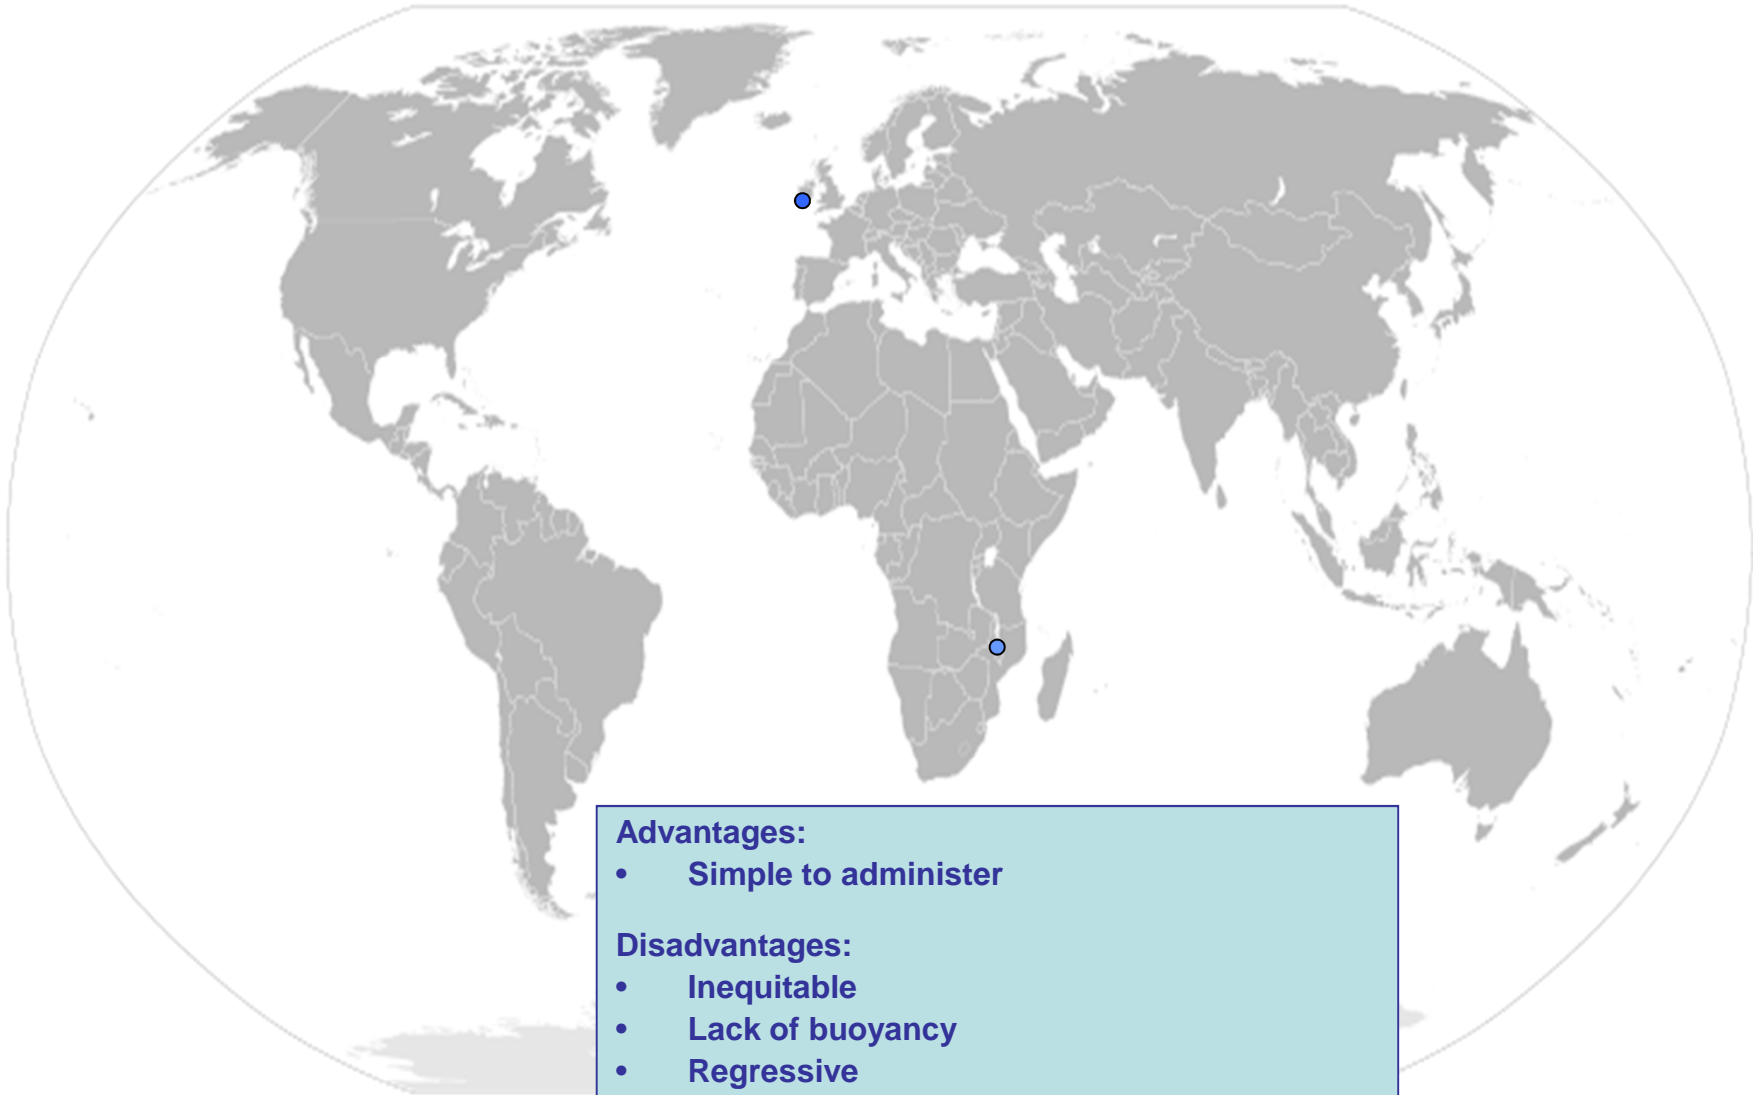 Advantages:
• Simple to administer
Disadvantages:
• Inequitable
• Lack of buoyancy
• Regressive